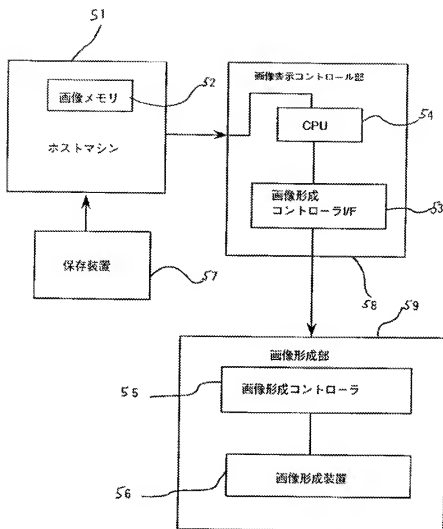 51
画像メモリ
52
ホストマシン
画像表示コントロール部
CPU
54
画像形成
コントローラI/F
53
保存装置
57
58
59
画像形成部
55
画像形成コントローラ
56
画像形成装置